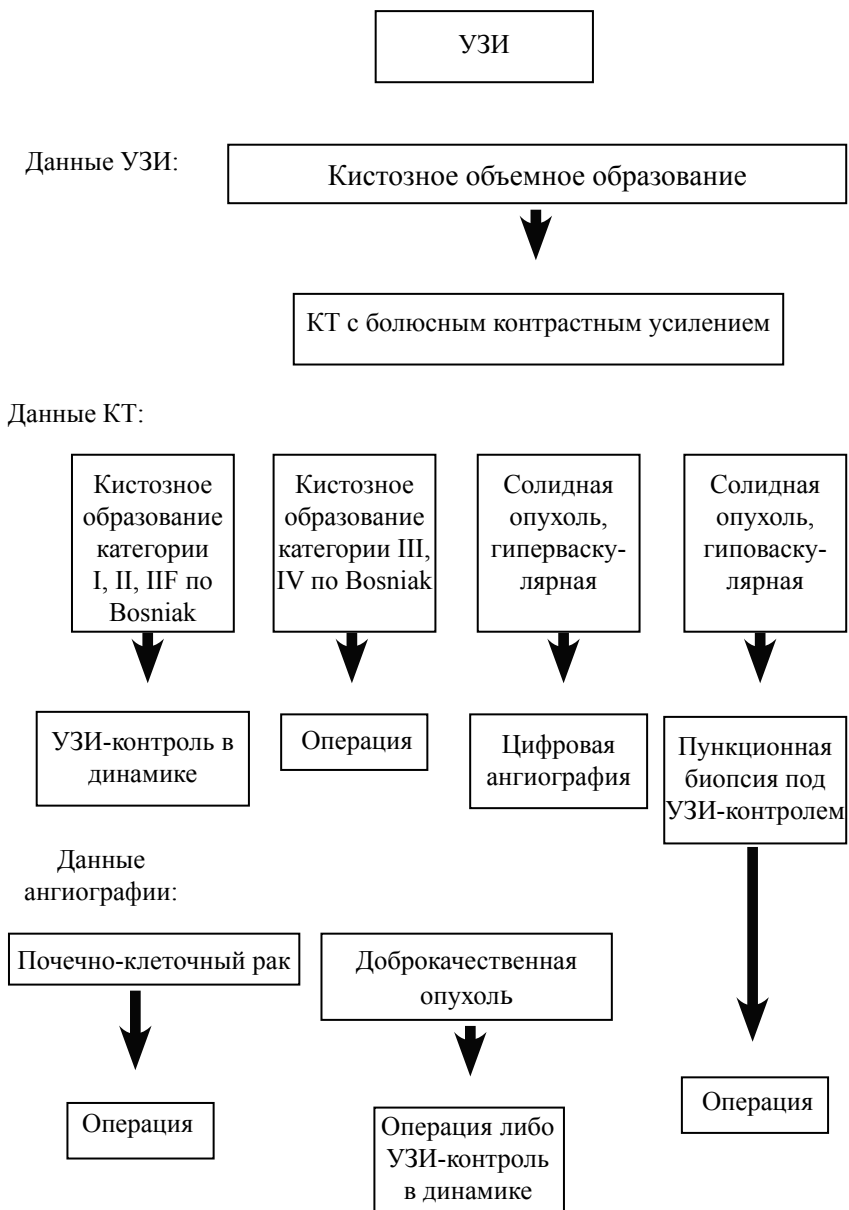 УЗИ
Данные УЗИ:
Кистозное объемное образование
КТ с болюсным контрастным усилением
Данные КТ:
Кистозное
образование
категории
I, II, IIF по
Bosniak
Кистозное
образование
категории III,
IV по Bosniak
Солидная
опухоль,
гиперваску-
лярная
Солидная
опухоль,
гиповаску-
лярная
УЗИ-контроль в
динамике
Операция
Цифровая
ангиография
Пункционная
биопсия под
УЗИ-контролем
Данные
ангиографии:
Почечно-клеточный рак
Доброкачественная
опухоль
Операция
Операция либо
УЗИ-контроль
в динамике
Операция